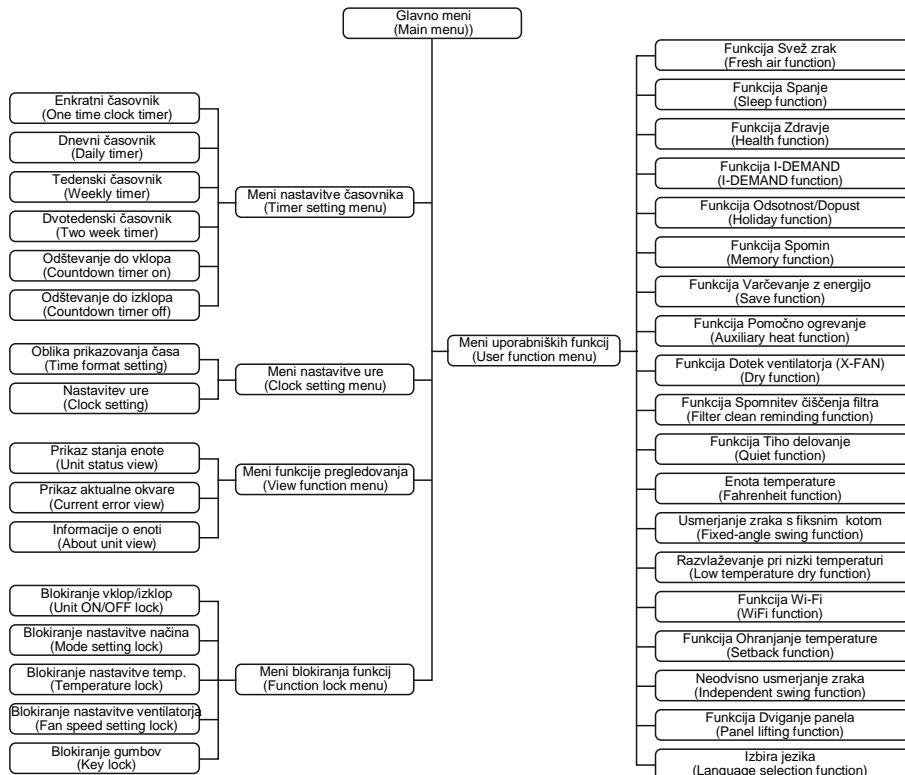 Glavno meni
(Main menu))
Enkratni časovnik
(One time clock timer)
Dnevni časovnik
(Daily timer)
Tedenski časovnik
(Weekly timer)
Dvotedenski časovnik
(Two week timer)
Odštevanje do vklopa
(Countdown timer on)
Odštevanje do izklopa
(Countdown timer off)
Meni nastavitve časovnika
(Timer setting menu)
Oblika prikazovanja časa
(Time format setting)
Nastavitev ure
(Clock setting)
Meni nastavitve ure
(Clock setting menu)
Prikaz stanja enote
(Unit status view)
Prikaz aktualne okvare
(Current error view)
Informacije o enoti
(About unit view)
Meni funkcije pregledovanja
(View function menu)
Blokiranje vklop/izklop
(Unit ON/OFF lock)
Blokiranje nastavitve načina
(Mode setting lock)
Blokiranje nastavitve temp.
(Temperature lock)
Blokiranje nastavitve ventilatorja
(Fan speed setting lock)
Blokiranje gumbov
(Key lock)
Meni blokiranja funkcij
(Function lock menu)
Meni uporabniških funkcij
(User function menu)
Funkcija Svež zrak
(Fresh air function)
Funkcija Spanje
(Sleep function)
Funkcija Zdravje
(Health function)
Funkcija I-DEMAND
(I-DEMAND function)
Funkcija Odsotnost/Dopust
(Holiday function)
Funkcija Spomin
(Memory function)
Funkcija Varčevanje z energijo
(Save function)
Funkcija Pomočno ogrevanje
(Auxiliary heat function)
Funkcija Dotek ventilatorja (X-FAN)
(Dry function)
Funkcija Spomnitev čiščenja filtra
(Filter clean reminding function)
Funkcija Tiho delovanje
(Quiet function)
Enota temperature
(Fahrenheit function)
Usmerjanje zraka s fiksnim kotom
(Fixed-angle swing function)
Razvlaževanje pri nizki temperaturi
(Low temperature dry function)
Funkcija Wi-Fi
(WiFi function)
Funkcija Ohranjanje temperature
(Setback function)
Neodvisno usmerjanje zraka
(Independent swing function)
Funkcija Dviganje panela
(Panel lifting function)
Izbira jezika
(Language selection function)